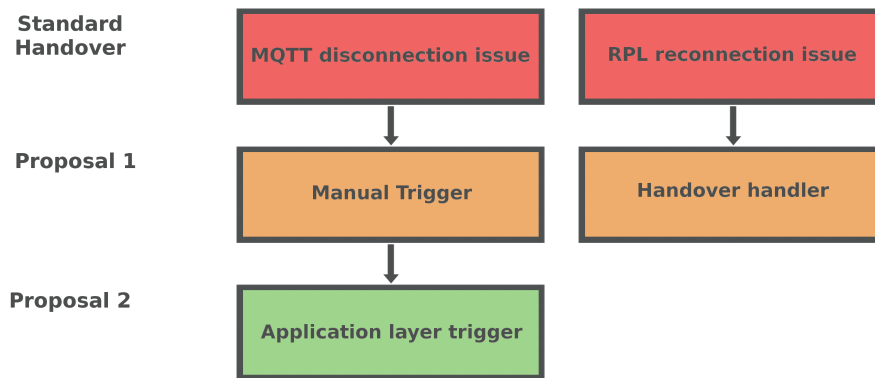 Standard
Handover
MQTT disconnection issue
RPL reconnection issue
Proposal 1
Manual Trigger
Handover handler
Proposal 2
Application layer trigger